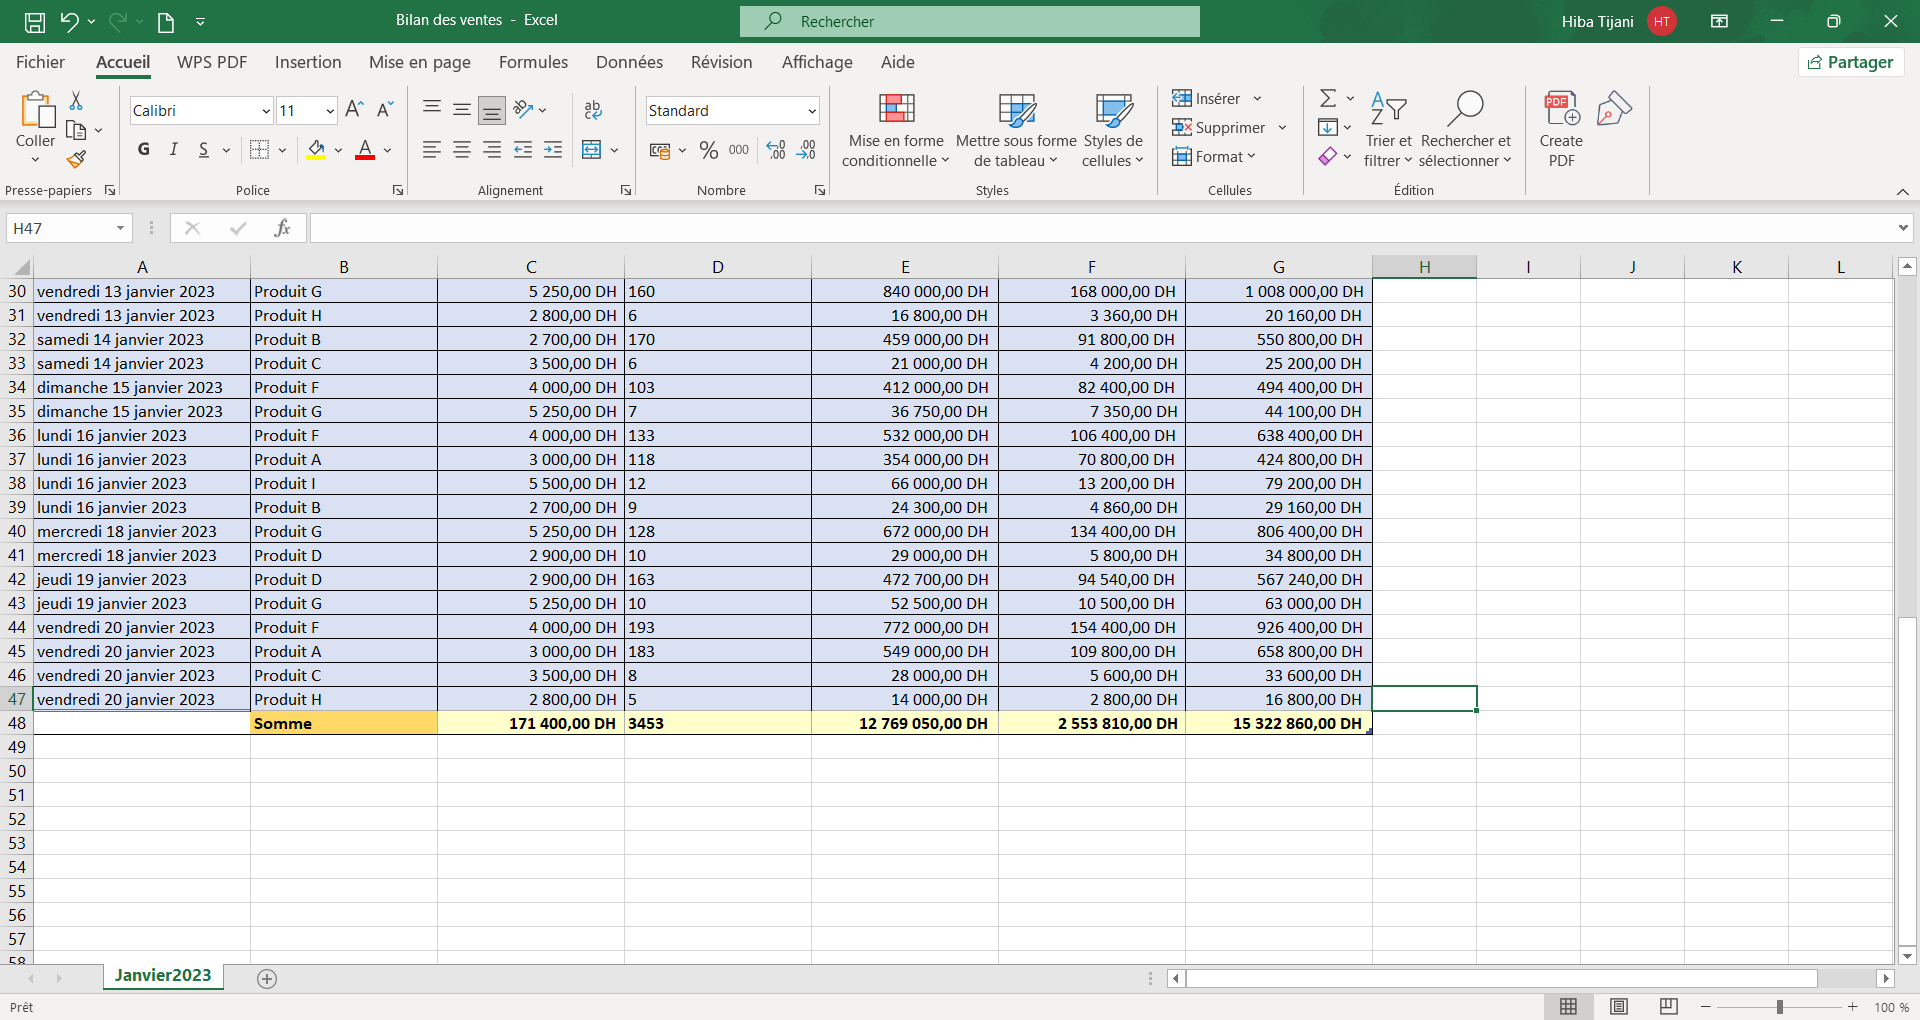 Bilan des ventes - Excel
Rechercher
Hiba Tijani HT
Fichier Accueil WPS PDF Insertion Mise en page Formules Données Révision Affichage Aide
Partager
Coller
Presse-papiers
Calibri 11
G I S A
Police
ab
Alignement
Standard
% 000
Nombre
Mise en forme conditionnelle
Mettre sous forme de tableau
Styles de cellules
Styles
Insérer
Supprimer
Format
Cellules
Trier et filtrer
Rechercher et sélectionner
Édition
PDF
Create PDF
H47 fx
A B C D E F G H I J K L
30 vendredi 13 janvier 2023 Produit G 5 250,00 DH 160 840 000,00 DH 168 000,00 DH 1 008 000,00 DH
31 vendredi 13 janvier 2023 Produit H 2 800,00 DH 6 16 800,00 DH 3 360,00 DH 20 160,00 DH
32 samedi 14 janvier 2023 Produit B 2 700,00 DH 170 459 000,00 DH 91 800,00 DH 550 800,00 DH
33 samedi 14 janvier 2023 Produit C 3 500,00 DH 6 21 000,00 DH 4 200,00 DH 25 200,00 DH
34 dimanche 15 janvier 2023 Produit F 4 000,00 DH 103 412 000,00 DH 82 400,00 DH 494 400,00 DH
35 dimanche 15 janvier 2023 Produit G 5 250,00 DH 7 36 750,00 DH 7 350,00 DH 44 100,00 DH
36 lundi 16 janvier 2023 Produit F 4 000,00 DH 133 532 000,00 DH 106 400,00 DH 638 400,00 DH
37 lundi 16 janvier 2023 Produit A 3 000,00 DH 118 354 000,00 DH 70 800,00 DH 424 800,00 DH
38 lundi 16 janvier 2023 Produit I 5 500,00 DH 12 66 000,00 DH 13 200,00 DH 79 200,00 DH
39 lundi 16 janvier 2023 Produit B 2 700,00 DH 9 24 300,00 DH 4 860,00 DH 29 160,00 DH
40 mercredi 18 janvier 2023 Produit G 5 250,00 DH 128 672 000,00 DH 134 400,00 DH 806 400,00 DH
41 mercredi 18 janvier 2023 Produit D 2 900,00 DH 10 29 000,00 DH 5 800,00 DH 34 800,00 DH
42 jeudi 19 janvier 2023 Produit D 2 900,00 DH 163 472 700,00 DH 94 540,00 DH 567 240,00 DH
43 jeudi 19 janvier 2023 Produit G 5 250,00 DH 10 52 500,00 DH 10 500,00 DH 63 000,00 DH
44 vendredi 20 janvier 2023 Produit F 4 000,00 DH 193 772 000,00 DH 154 400,00 DH 926 400,00 DH
45 vendredi 20 janvier 2023 Produit A 3 000,00 DH 183 549 000,00 DH 109 800,00 DH 658 800,00 DH
46 vendredi 20 janvier 2023 Produit C 3 500,00 DH 8 28 000,00 DH 5 600,00 DH 33 600,00 DH
47 vendredi 20 janvier 2023 Produit H 2 800,00 DH 5 14 000,00 DH 2 800,00 DH 16 800,00 DH
48 Somme 171 400,00 DH 3453 12 769 050,00 DH 2 553 810,00 DH 15 322 860,00 DH
49
50
51
52
53
54
55
56
57
58
Janvier2023
Prêt
100 %